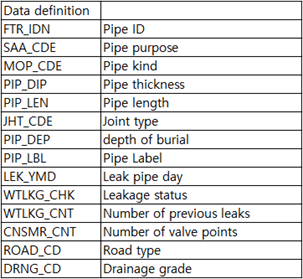 Data definition
FTR_IDN Pipe ID
SAA_CDE Pipe purpose
MOP_CDE Pipe kind
PIP_DIP Pipe thickness
PIP_LEN Pipe length
JHT_CDE Joint type
PIP_DEP depth of burial
PIP_LBL Pipe Label
LEK_YMD Leak pipe day
WTLKG_CHK Leakage status
WTLKG_CNT Number of previous leaks
CNSMR_CNT Number of valve points
ROAD_CD Road type
DRNG_CD Drainage grade